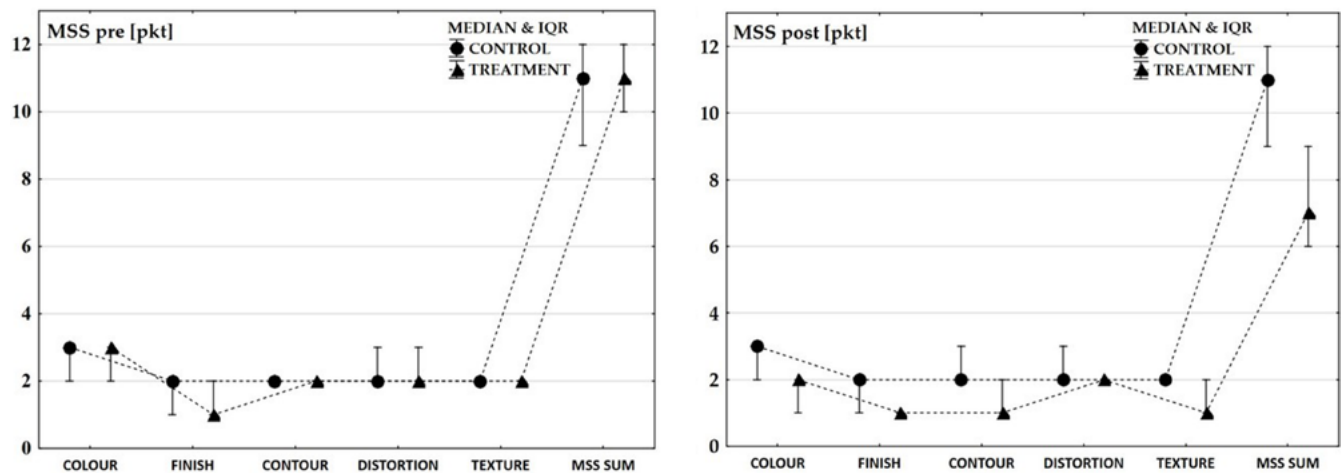 MSS pre [pkt]
MEDIAN & IQR
CONTROL
TREATMENT
12
10
8
6
4
2
0
COLOUR FINISH CONTOUR DISTORTION TEXTURE MSS SUM
MSS post [pkt]
MEDIAN & IQR
CONTROL
TREATMENT
12
10
8
6
4
2
0
COLOUR FINISH CONTOUR DISTORTION TEXTURE MSS SUM